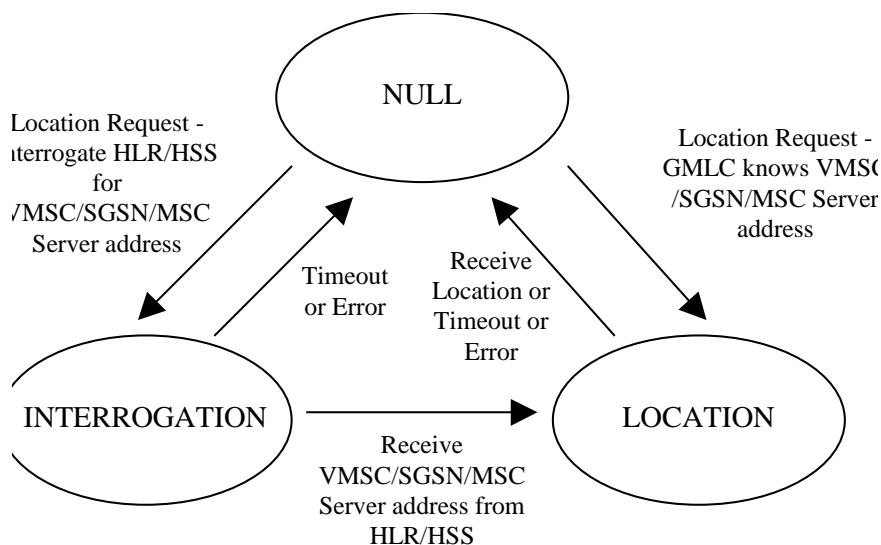 NULL
Location Request -
nterrogate HLR/HSS
for
VMSC/SGSN/MSC
Server address
Location Request -
GMLC knows VMSC
/SGSN/MSC Server
address
Timeout
or Error
Receive
Location or
Timeout or
Error
INTERROGATION
LOCATION
Receive
VMSC/SGSN/MSC
Server address from
HLR/HSS